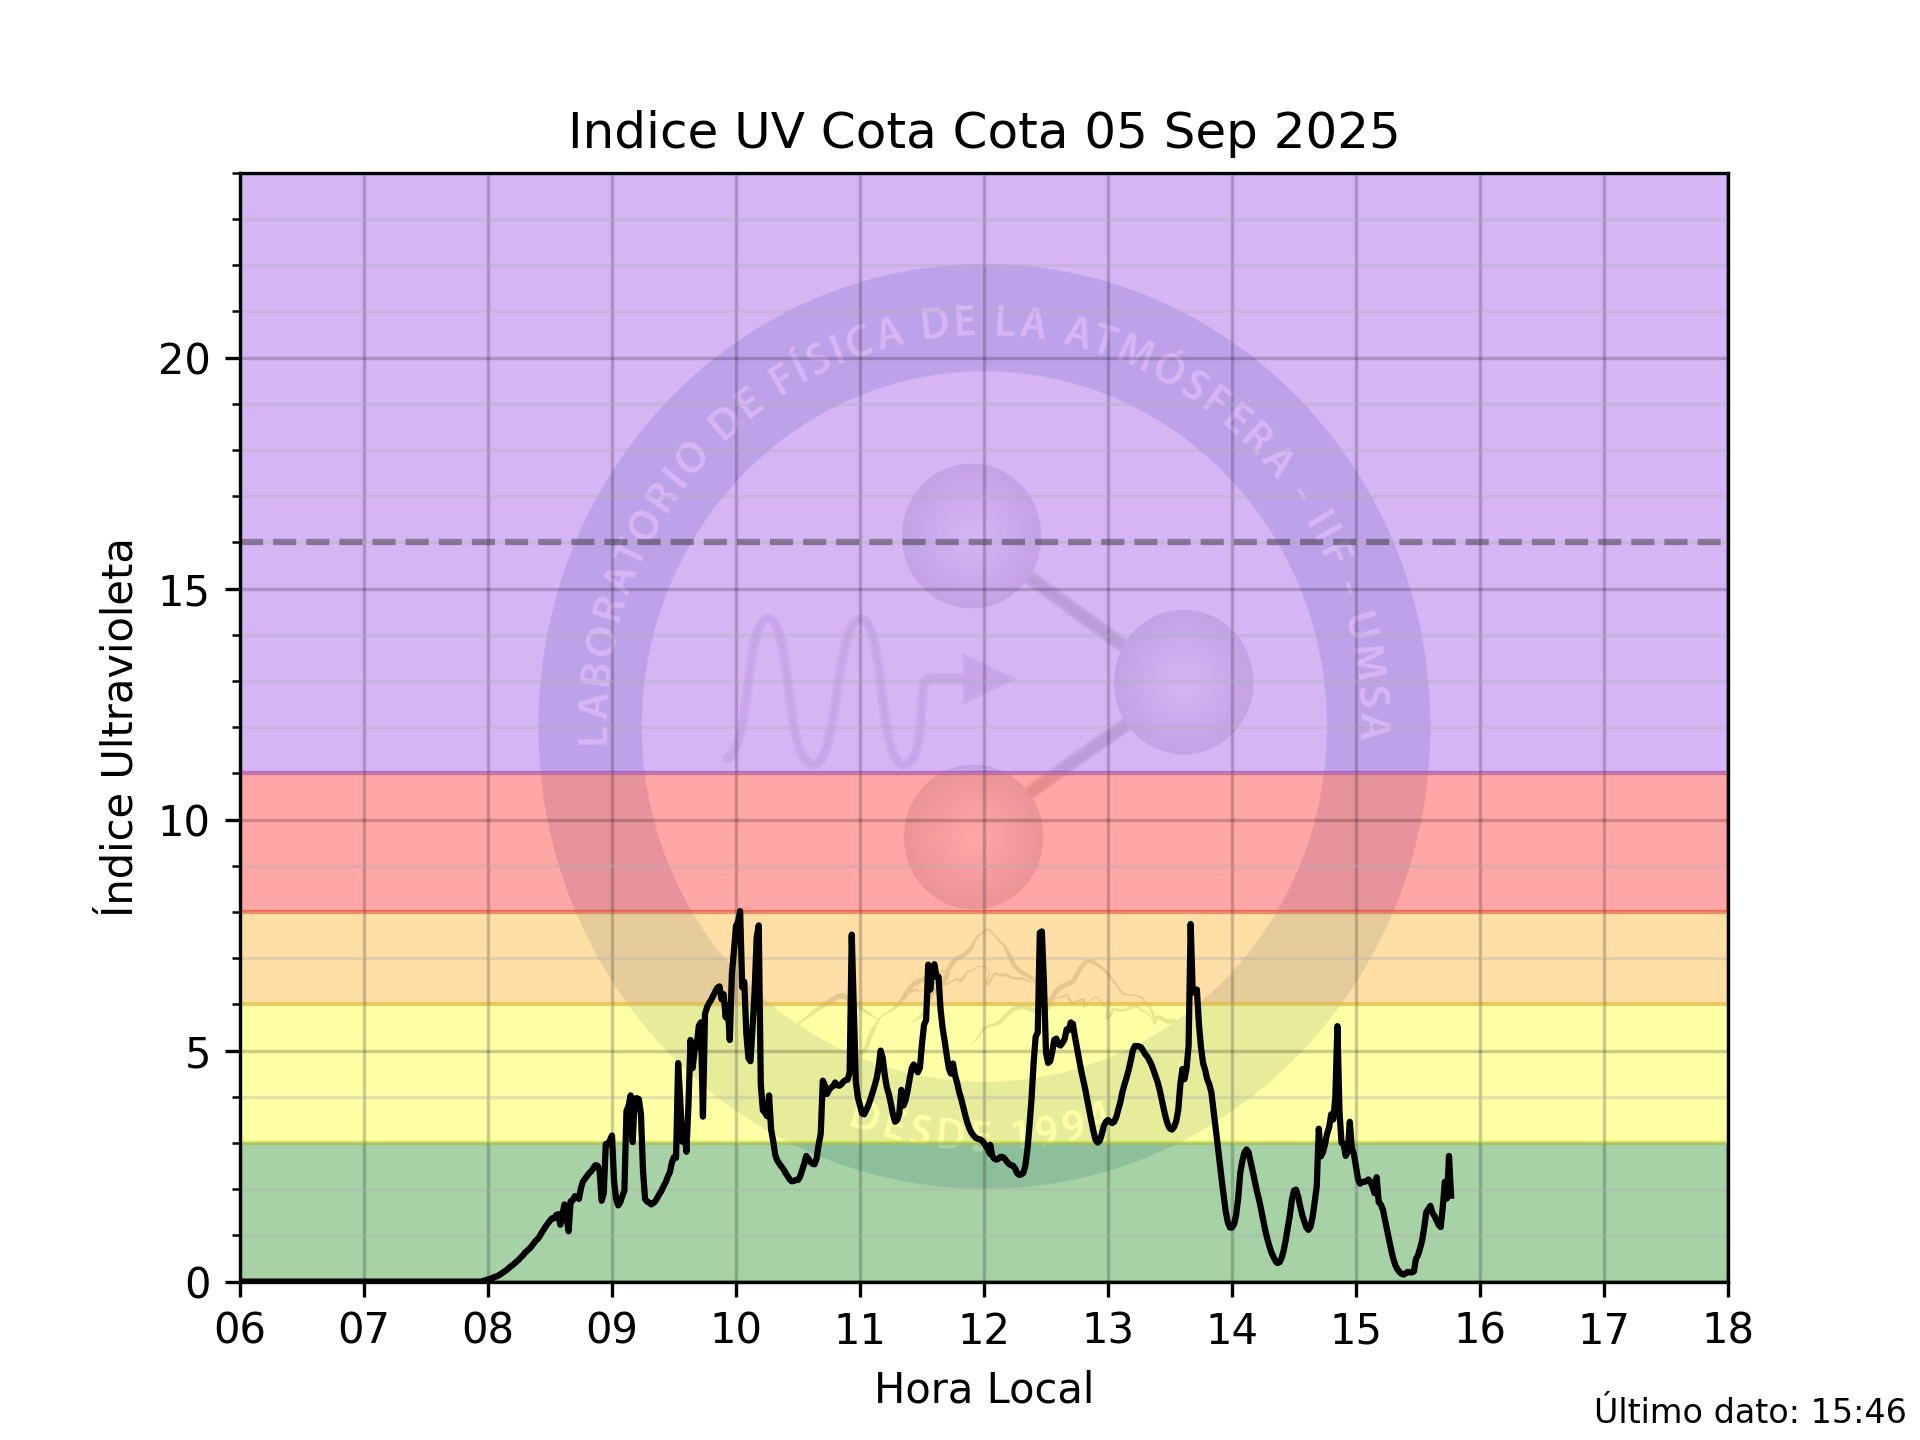 Indice UV Cota Cota 05 Sep 2025
LABORATORIO DE FÍSICA DE LA ATMÓSFERA - IIF - UMSA
20
15
10
5
0
Índice Ultravioleta
DESDE 1994
06 07 08 09 10 11 12 13 14 15 16 17 18
Hora Local
Último dato: 15:46